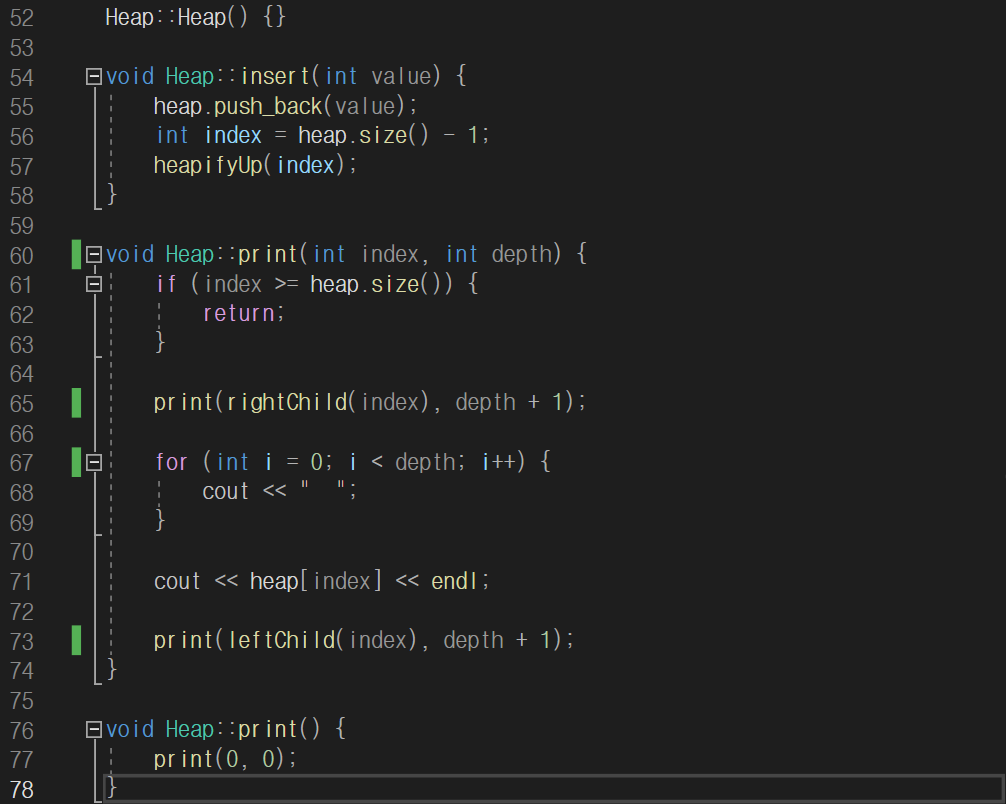 52 Heap::Heap() {}
53
54 void Heap::insert(int value) {
55 heap.push_back(value);
56 int index = heap.size() - 1;
57 heapifyUp(index);
58 }
59
60 void Heap::print(int index, int depth) {
61 if (index >= heap.size()) {
62 return;
63 }
64
65 print(rightChild(index), depth + 1);
66
67 for (int i = 0; i < depth; i++) {
68 cout << "  ";
69 }
70
71 cout << heap[index] << endl;
72
73 print(leftChild(index), depth + 1);
74 }
75
76 void Heap::print() {
77 print(0, 0);
78 }